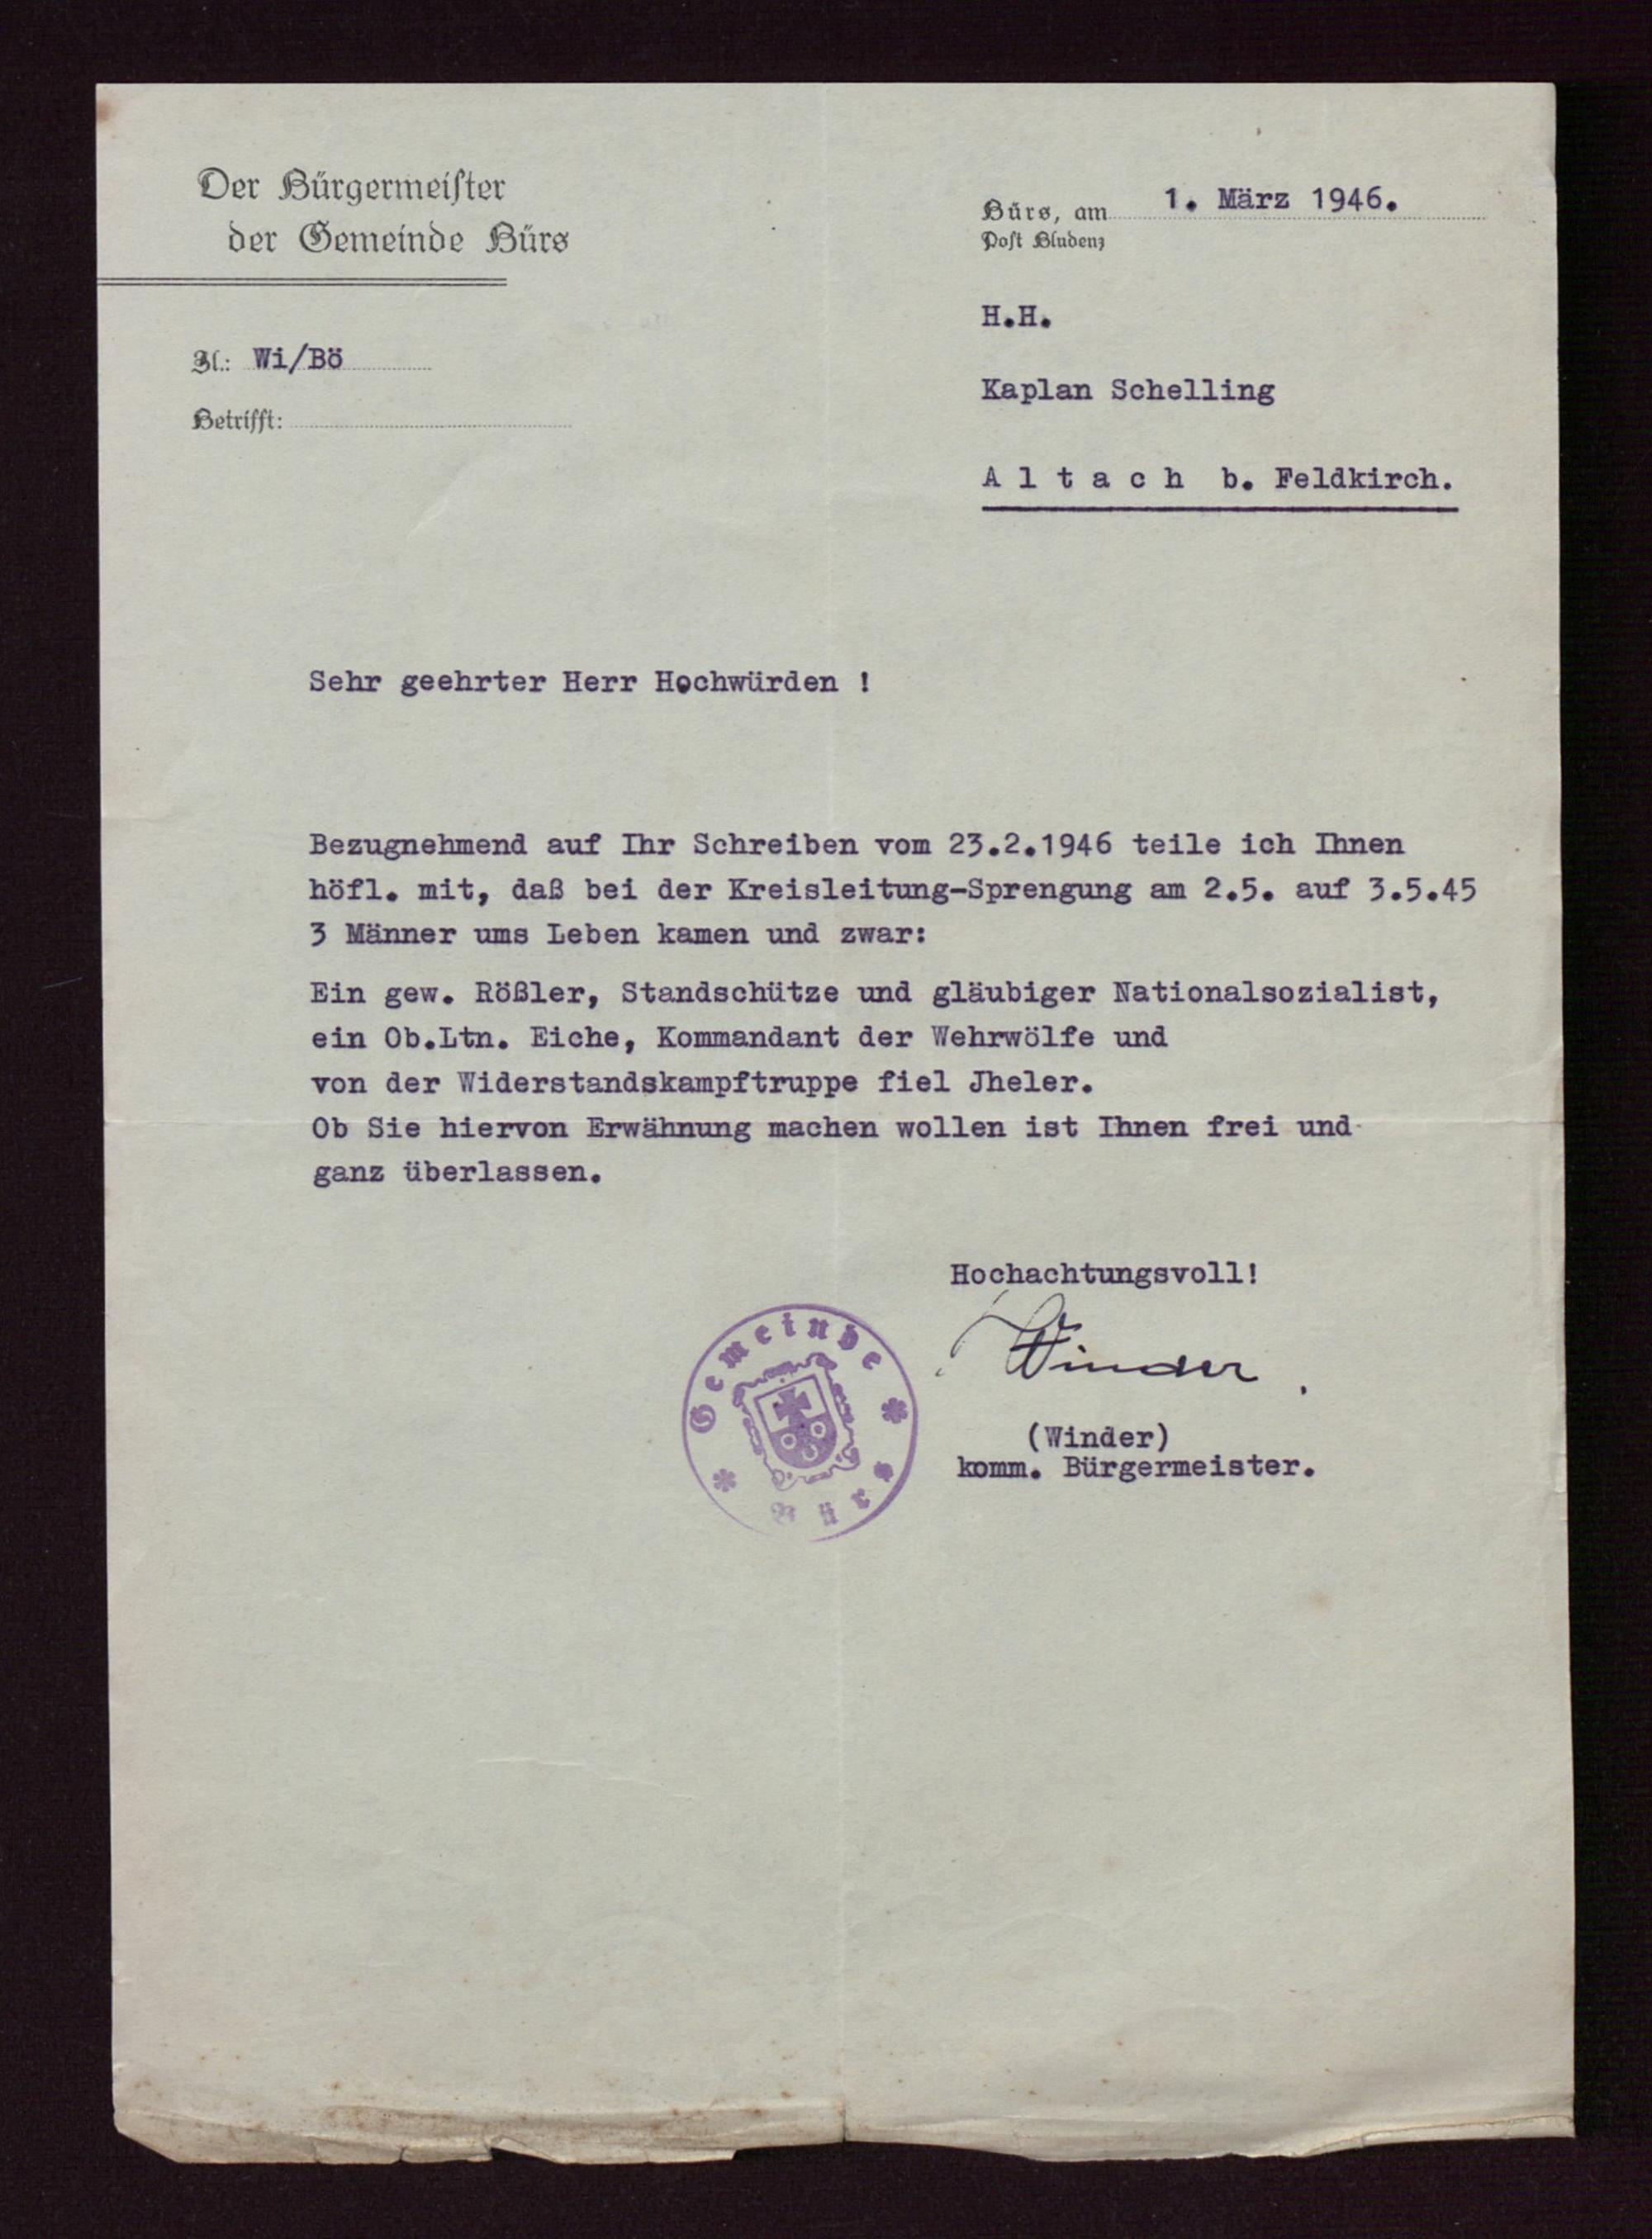 Der Bürgermeister
der Gemeinde Bürs
Bürs, am 1. März 1946.
Post Bludenz
Zl.: Wi/Bö
Betrifft:
H.H.
Kaplan Schelling
A l t a c h b. Feldkirch.
Sehr geehrter Herr Hochwürden !
Bezugnehmend auf Ihr Schreiben vom 23.2.1946 teile ich Ihnen
höfl. mit, daß bei der Kreisleitung-Sprengung am 2.5. auf 3.5.45
3 Männer ums Leben kamen und zwar:
Ein gew. Rößler, Standschütze und gläubiger Nationalsozialist,
ein Ob.Ltn. Eiche, Kommandant der Wehrwölfe und
von der Widerstandskampftruppe fiel Jheler.
Ob Sie hiervon Erwähnung machen wollen ist Ihnen frei und
ganz überlassen.
Hochachtungsvoll!
Winder
(Winder)
komm. Bürgermeister.
Gemeinde * Bürs *